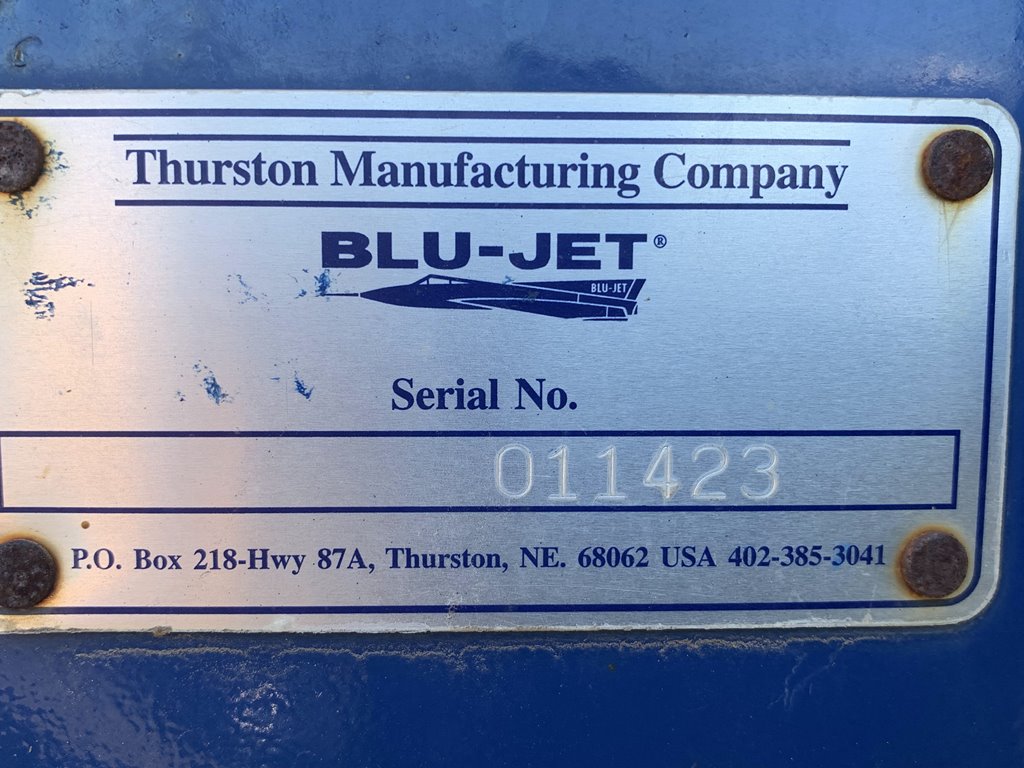 Thurston Manufacturing Company
BLU-JET®
BLU-JET
Serial No.
011423
P.O. Box 218-Hwy 87A, Thurston, NE. 68062 USA 402-385-3041